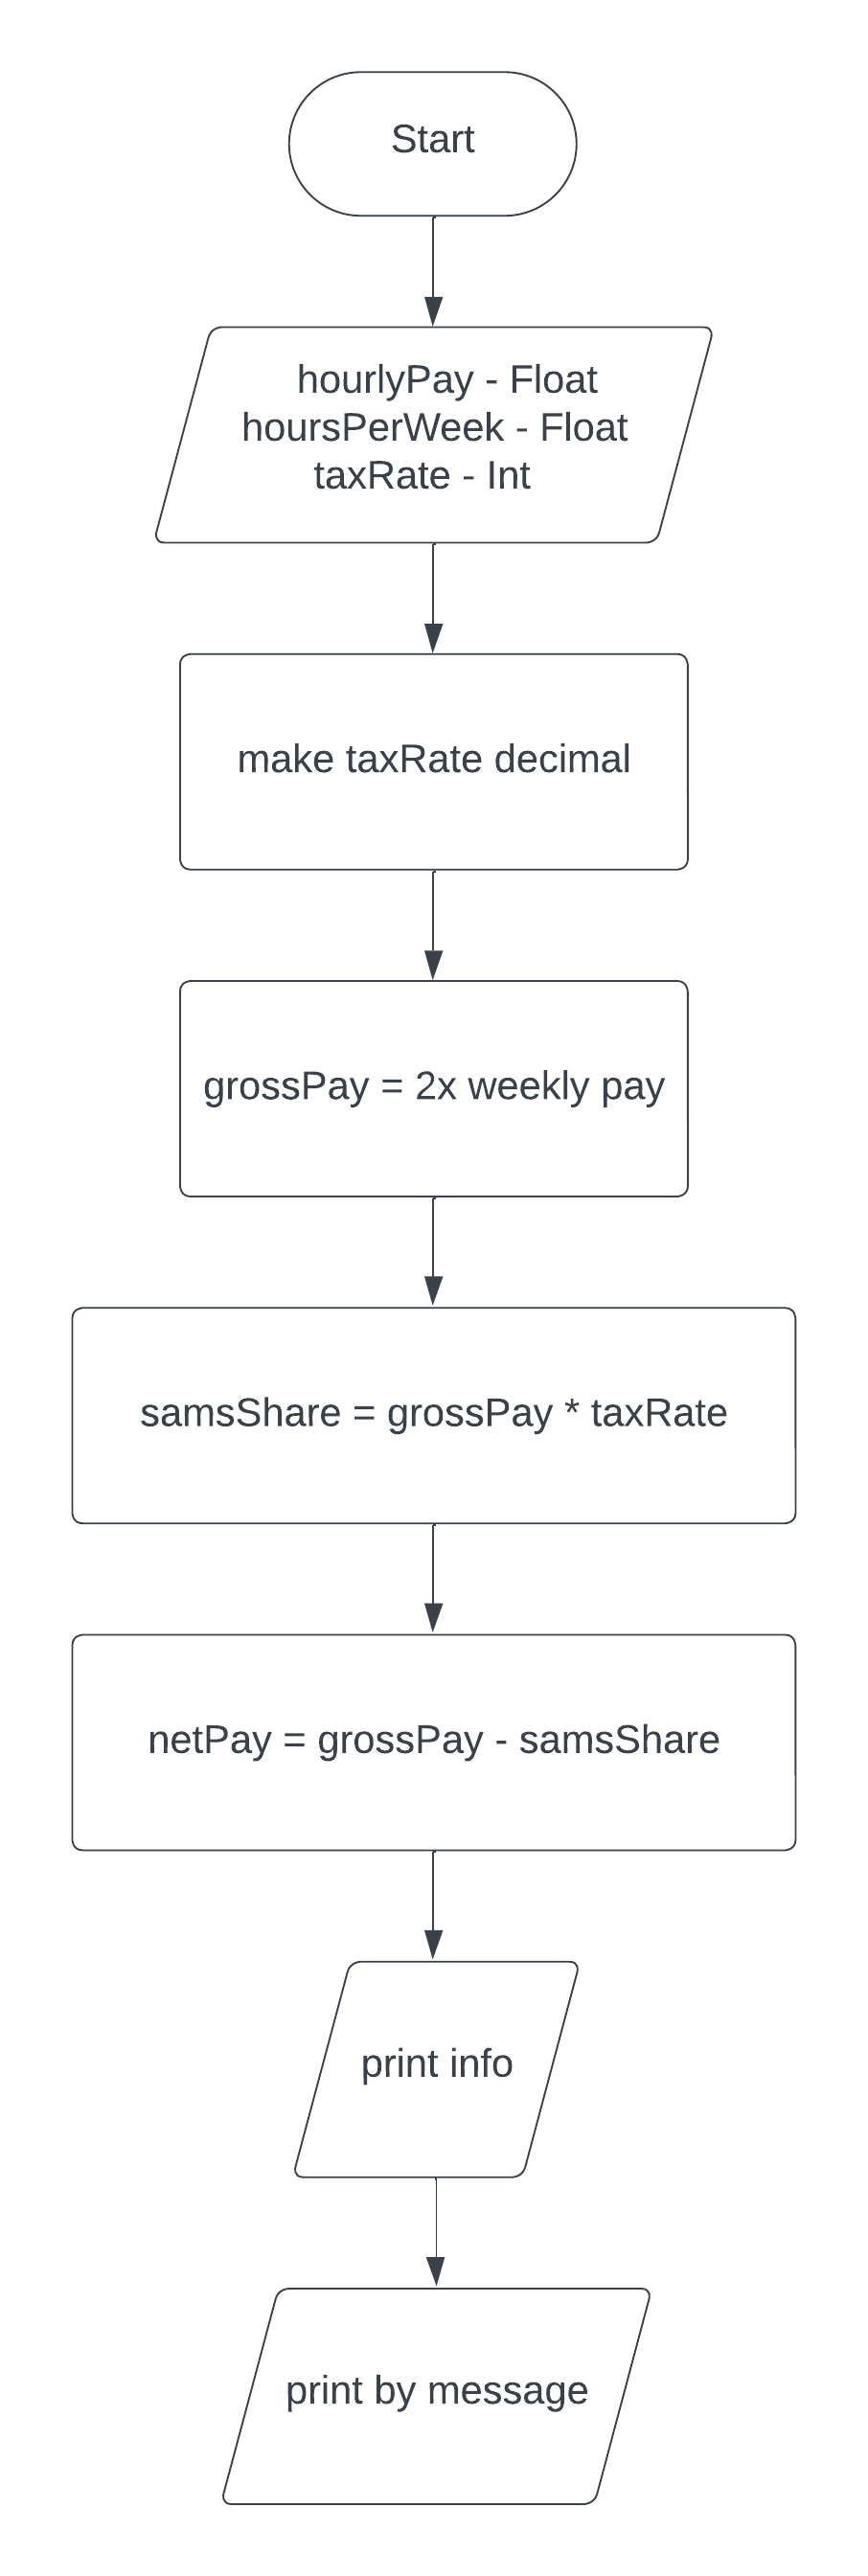 Start
hourlyPay - Float
hoursPerWeek - Float
taxRate - Int
make taxRate decimal
grossPay = 2x weekly pay
samsShare = grossPay * taxRate
netPay = grossPay - samsShare
print info
print by message